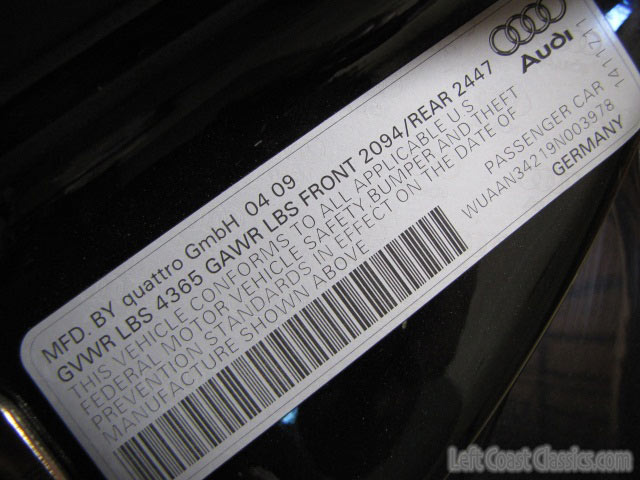 MFD. BY quattro GmbH 04 09
GVWR LBS 4365 GAWR LBS FRONT 2094/REAR 2447
THIS VEHICLE CONFORMS TO ALL APPLICABLE U.S.
FEDERAL MOTOR VEHICLE SAFETY BUMPER AND THEFT
PREVENTION STANDARDS IN EFFECT ON THE DATE OF
MANUFACTURE SHOWN ABOVE
Audi
PASSENGER CAR
WUAAN34219N003978
GERMANY
Left Coast Classics.com